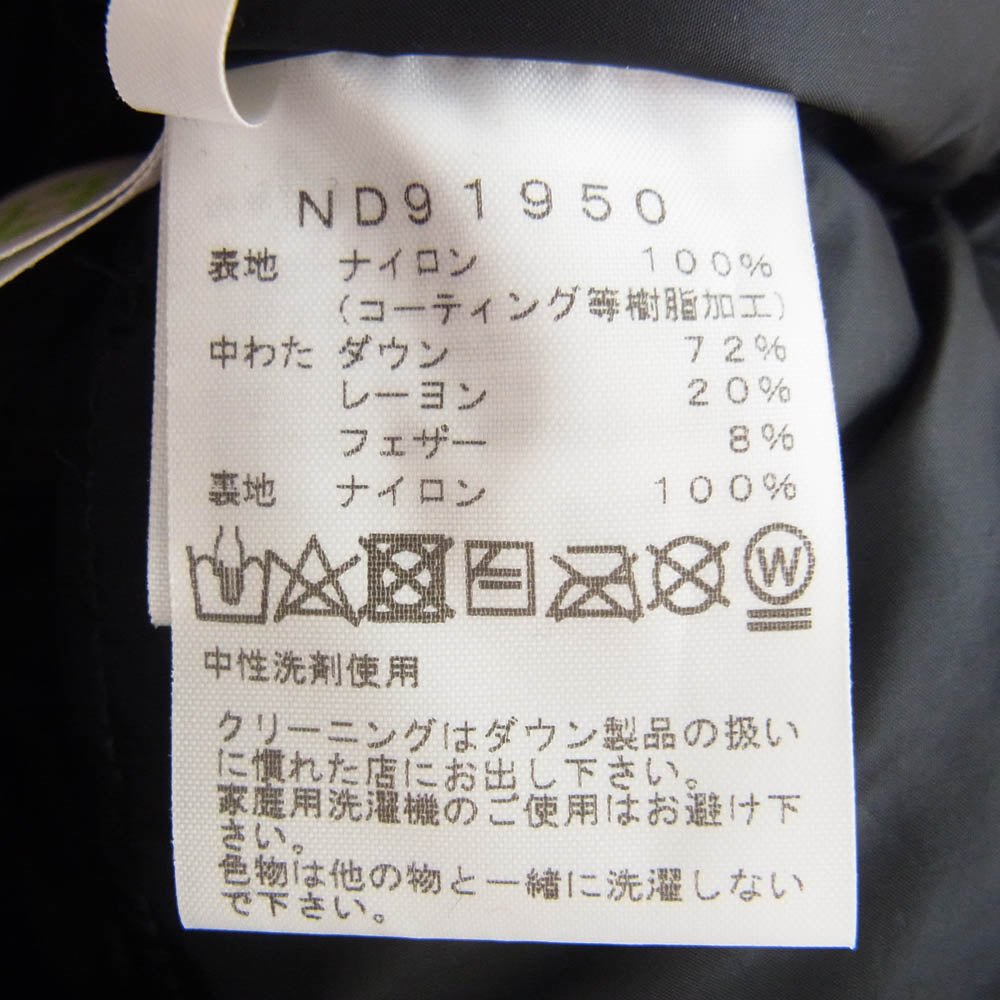 ND91950
表地 ナイロン 100%
(コーティング等樹脂加工)
中わた ダウン 72%
レーヨン 20%
フェザー 8%
裏地 ナイロン 100%
W
中性洗剤使用
クリーニングはダウン製品の扱い
に慣れた店にお出し下さい。
家庭用洗濯機のご使用はお避け下
さい。
色物は他の物と一緒に洗濯しない
で下さい。